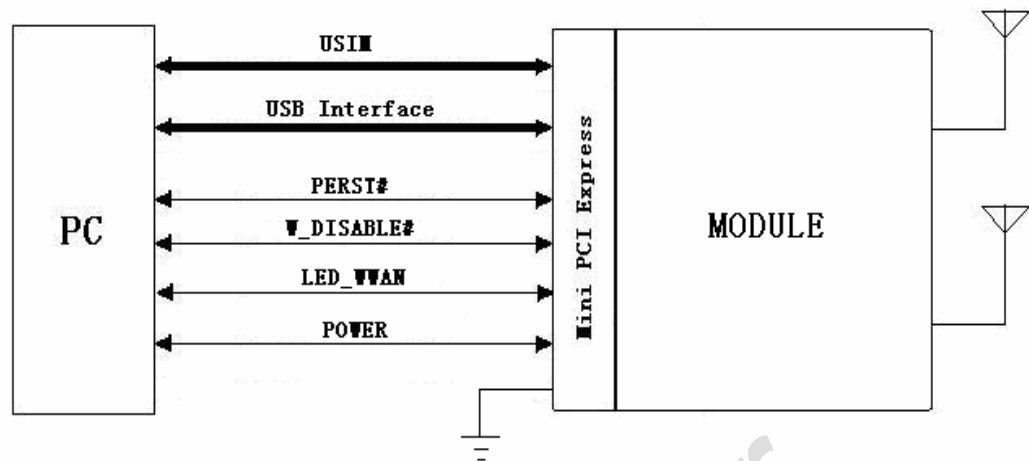 USIM
USB Interface
PERST#
W_DISABLE#
LED_WWAN
POWER
PC
Mini PCI Express
MODULE